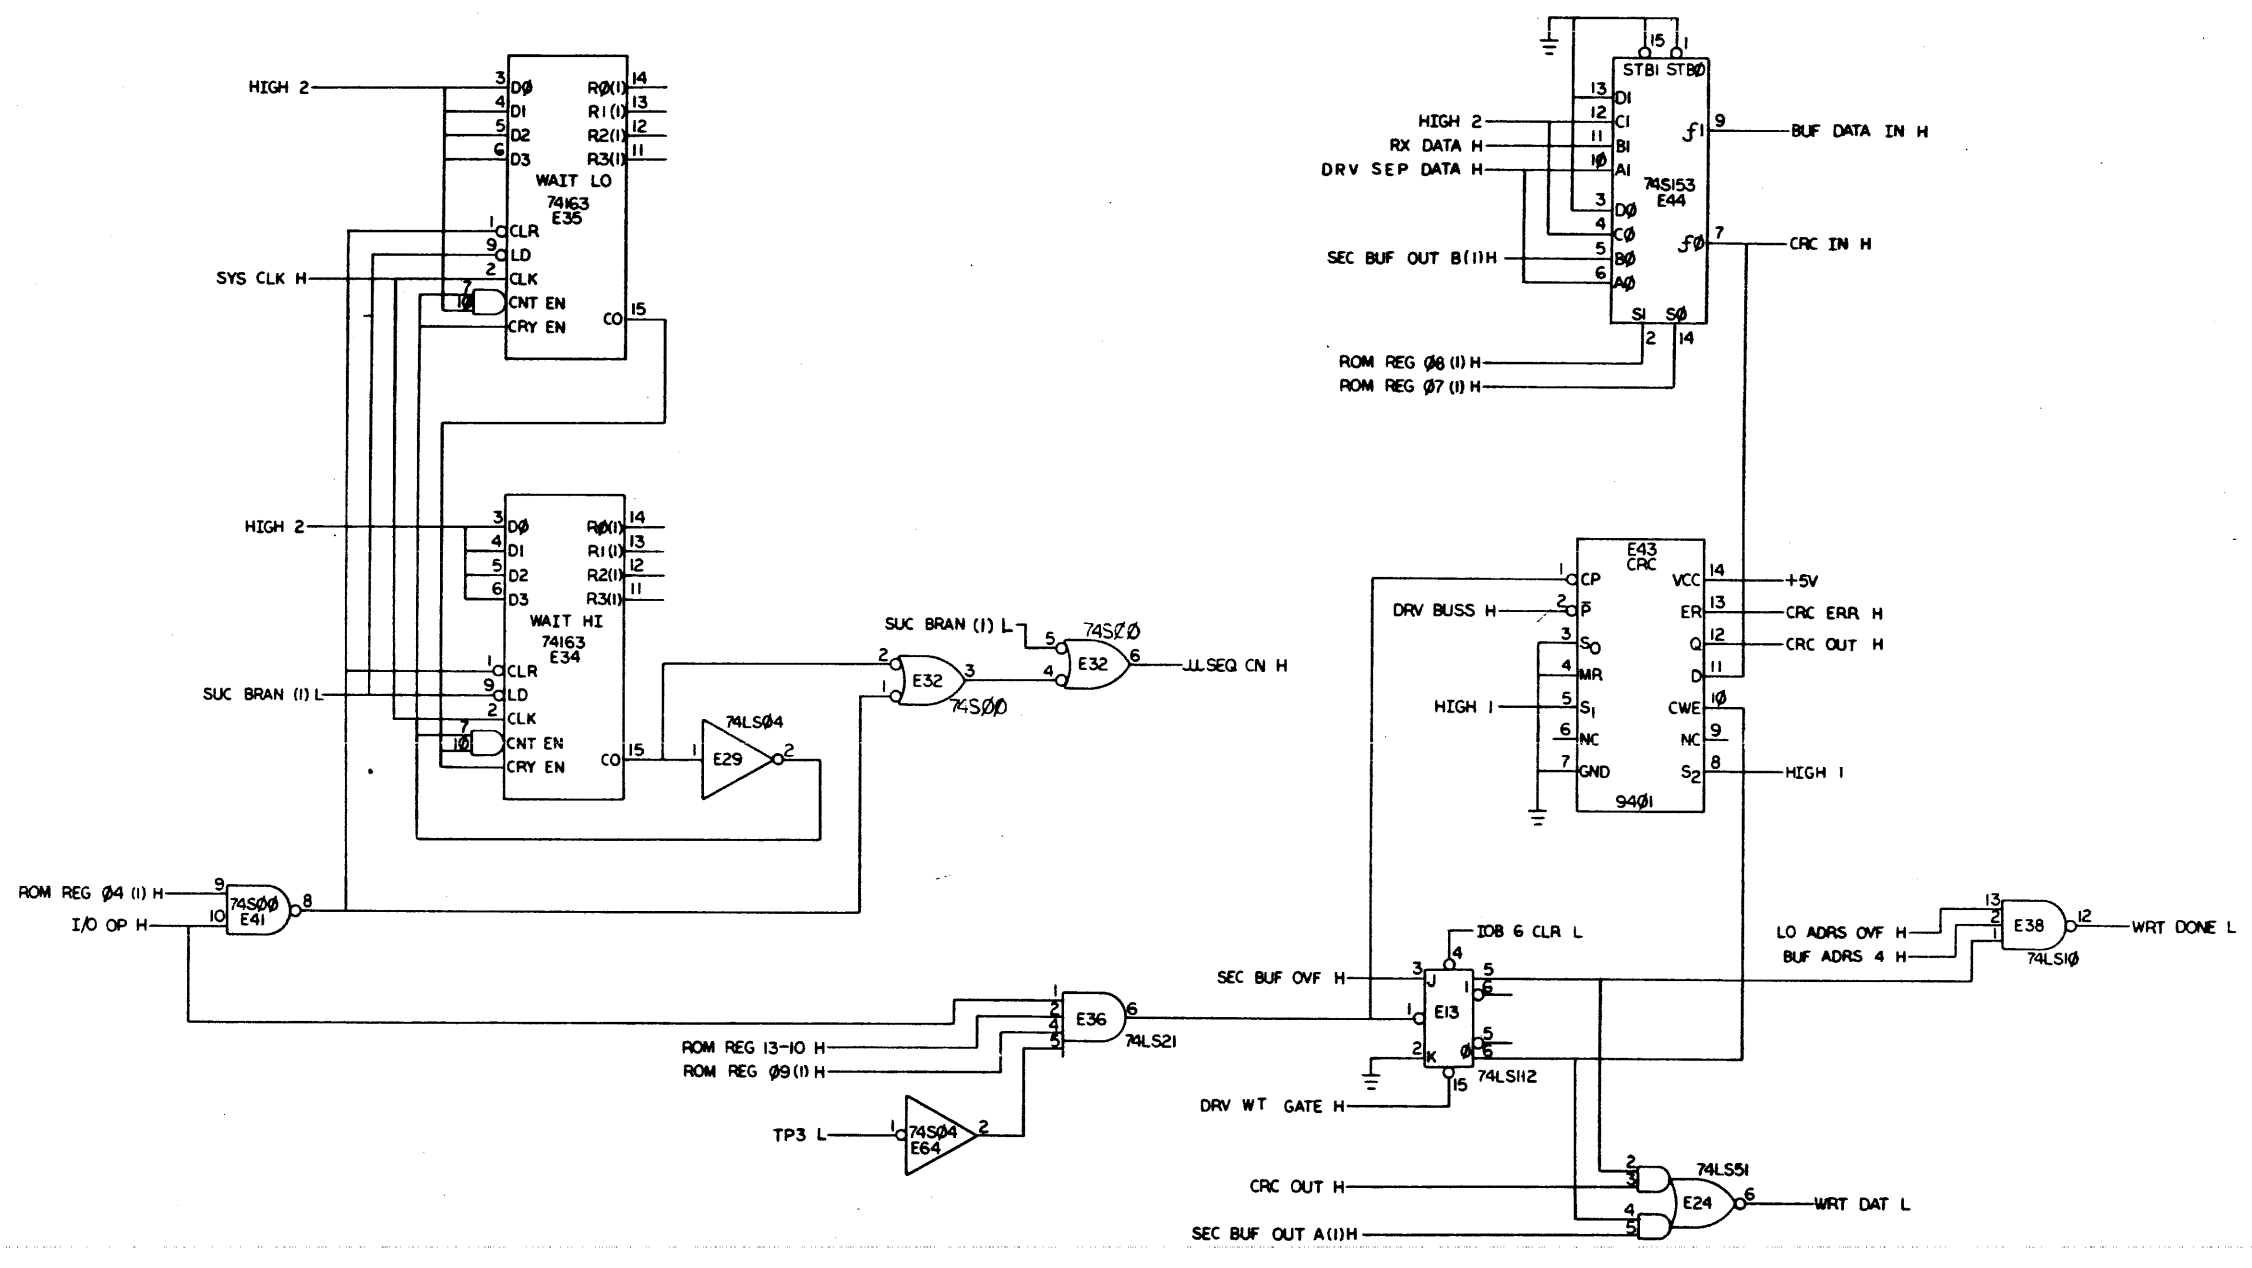 HIGH 2
3 DØ RØ(1) 14
4 D1 R1(1) 13
5 D2 R2(1) 12
6 D3 R3(1) 11
WAIT LO
74163
E35
1 CLR
9 LD
SYS CLK H 2 CLK
7
10 CNT EN
CRY EN CO 15
HIGH 2
3 DØ RØ(1) 14
4 D1 R1(1) 13
5 D2 R2(1) 12
6 D3 R3(1) 11
WAIT HI
74163
E34
1 CLR
SUC BRAN (1) L 9 LD
2 CLK
7
10 CNT EN
CRY EN CO 15
74LSØ4
1 E29 2
2 E32 3
1
74SØØ
SUC BRAN (1) L
5 74SØØ
4 E32 6
µSEQ CN H
ROM REG Ø4 (1) H 9
I/O OP H 10
74SØØ
E41 8
ROM REG 13-10 H
ROM REG Ø9 (1) H
1
2
4
5
E36 6
74LS21
TP3 L 1 74SØ4 2
E64
15 1
STB1 STBØ
13 D1
HIGH 2 12 C1
RX DATA H 11 B1
DRV SEP DATA H 1Ø A1
f1 9 BUF DATA IN H
74S153
E44
3 DØ
4 CØ
SEC BUF OUT B(1) H 5 BØ
6 AØ
fØ 7 CRC IN H
S1 SØ
2 14
ROM REG Ø8 (1) H
ROM REG Ø7 (1) H
E43
CRC
1 CP VCC 14 +5V
DRV BUSS H 2 P̅ ER 13 CRC ERR H
3 S0 Q 12 CRC OUT H
4 MR D 11
HIGH 1 5 S1 CWE 1Ø
6 NC NC 9
7 GND S2 8 HIGH 1
94Ø1
IOB 6 CLR L
4
SEC BUF OVF H 3 J 1 5
6
1 E13
5
2 K Ø 6
74LS112
15
DRV WT GATE H
LO ADRS OVF H 13
BUF ADRS 4 H 2
1
E38 12 WRT DONE L
74LS1Ø
74LS51
2
CRC OUT H 3
4
SEC BUF OUT A(1) H 5
E24 6 WRT DAT L